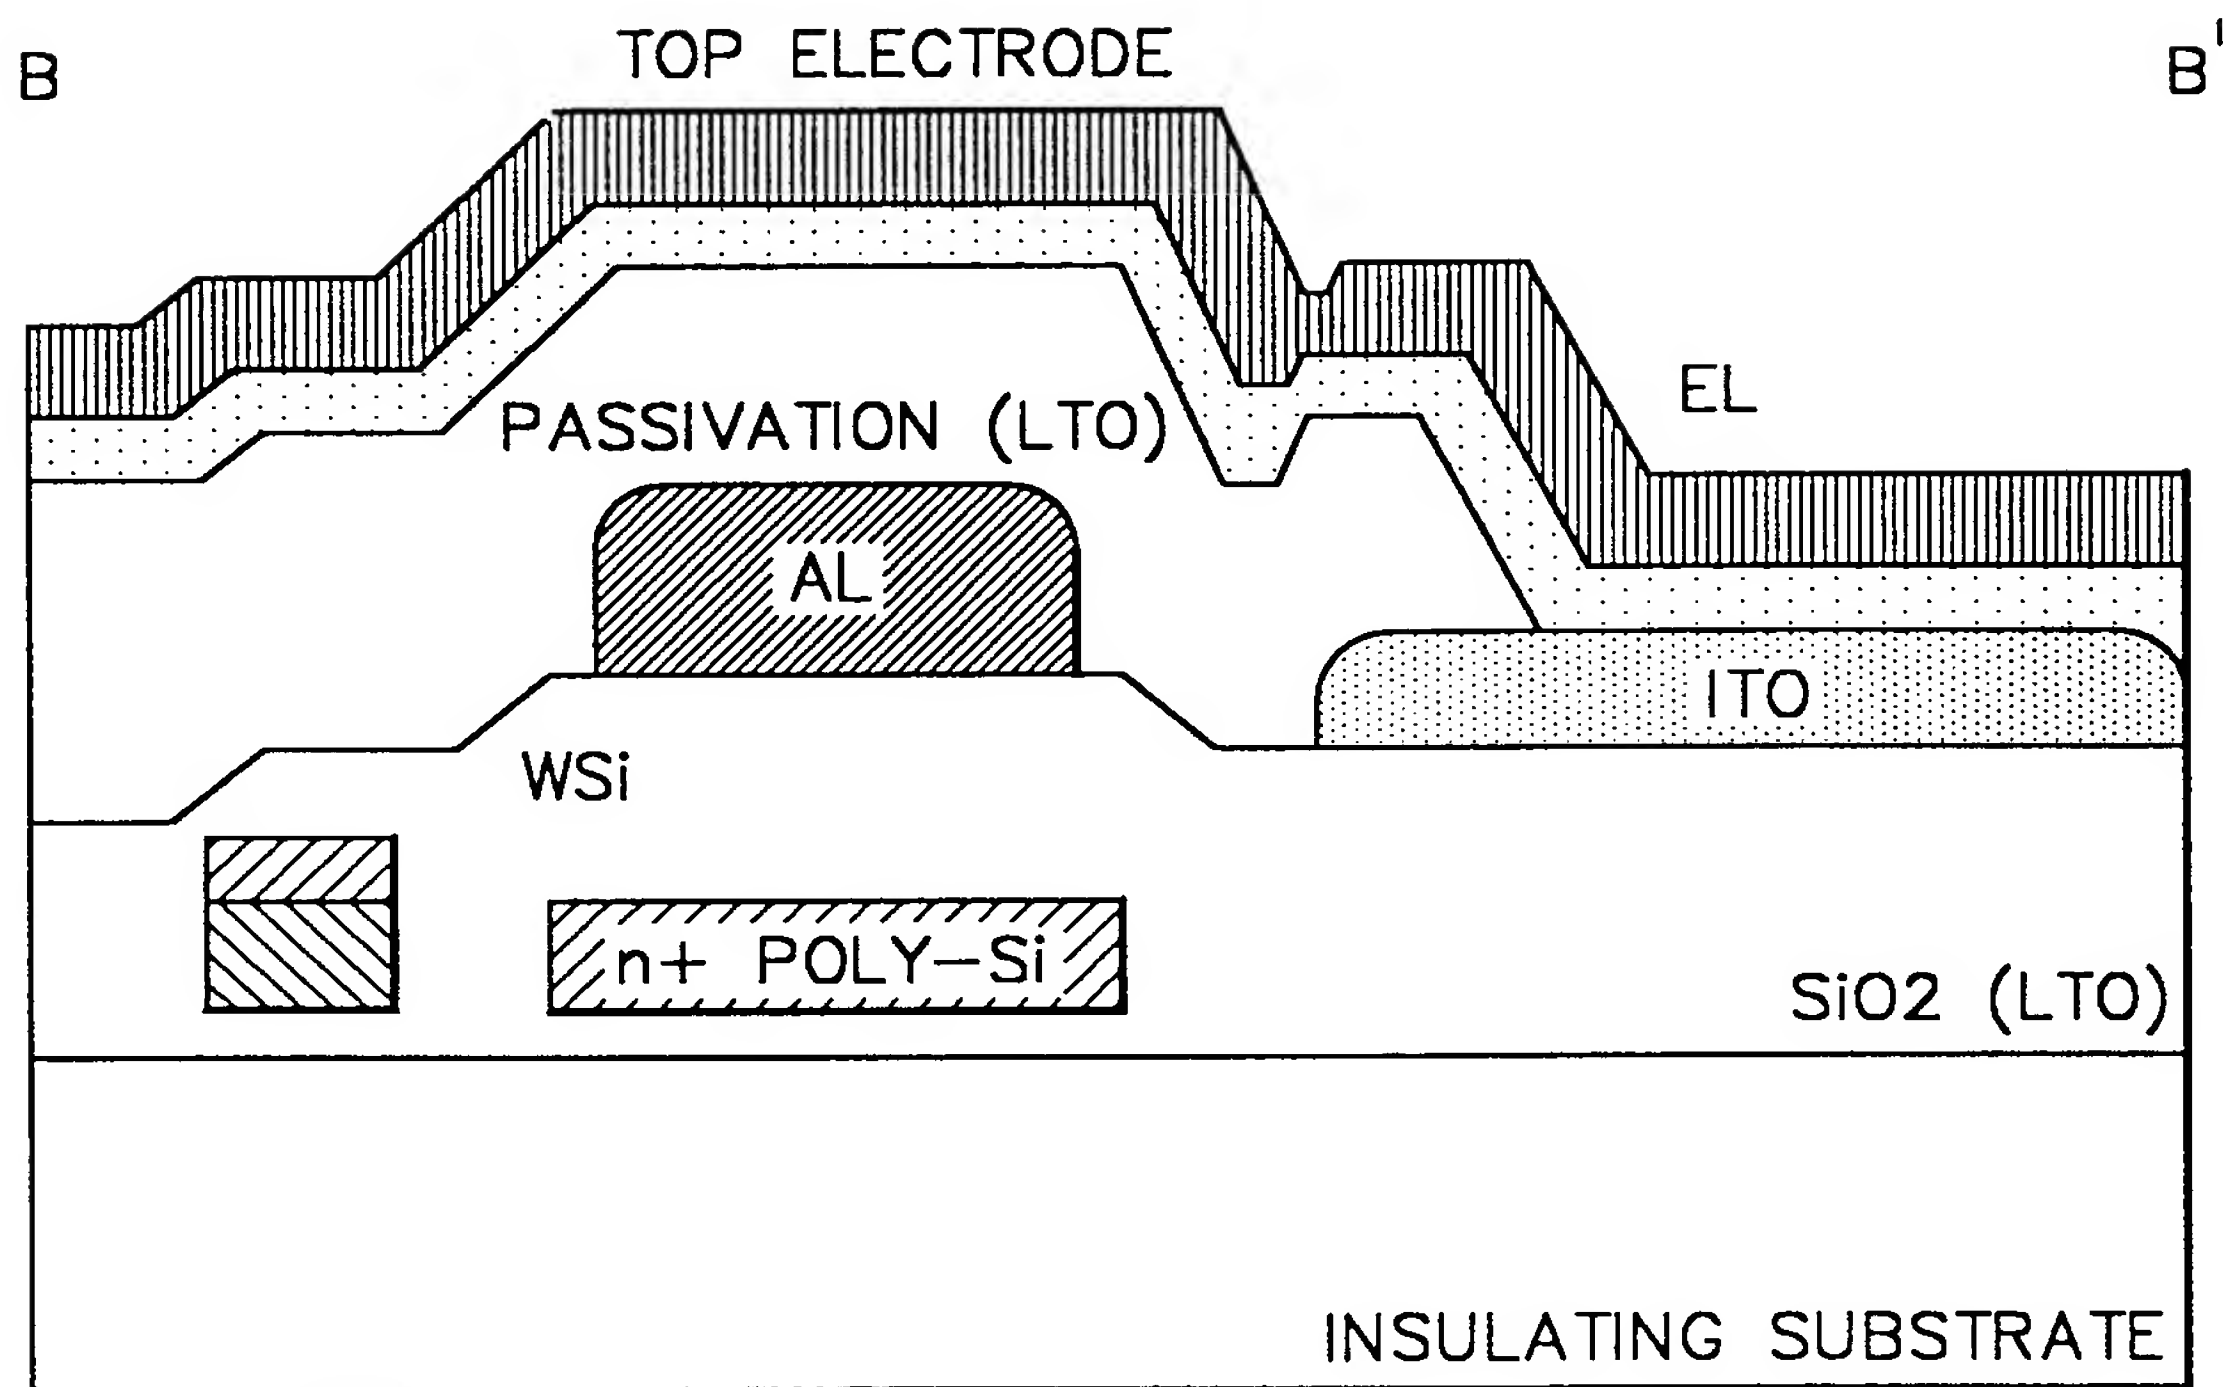 TOP ELECTRODE
B
B'
EL
PASSIVATION (LTO)
AL
ITO
WSi
n+ POLY-Si
SiO2 (LTO)
INSULATING SUBSTRATE